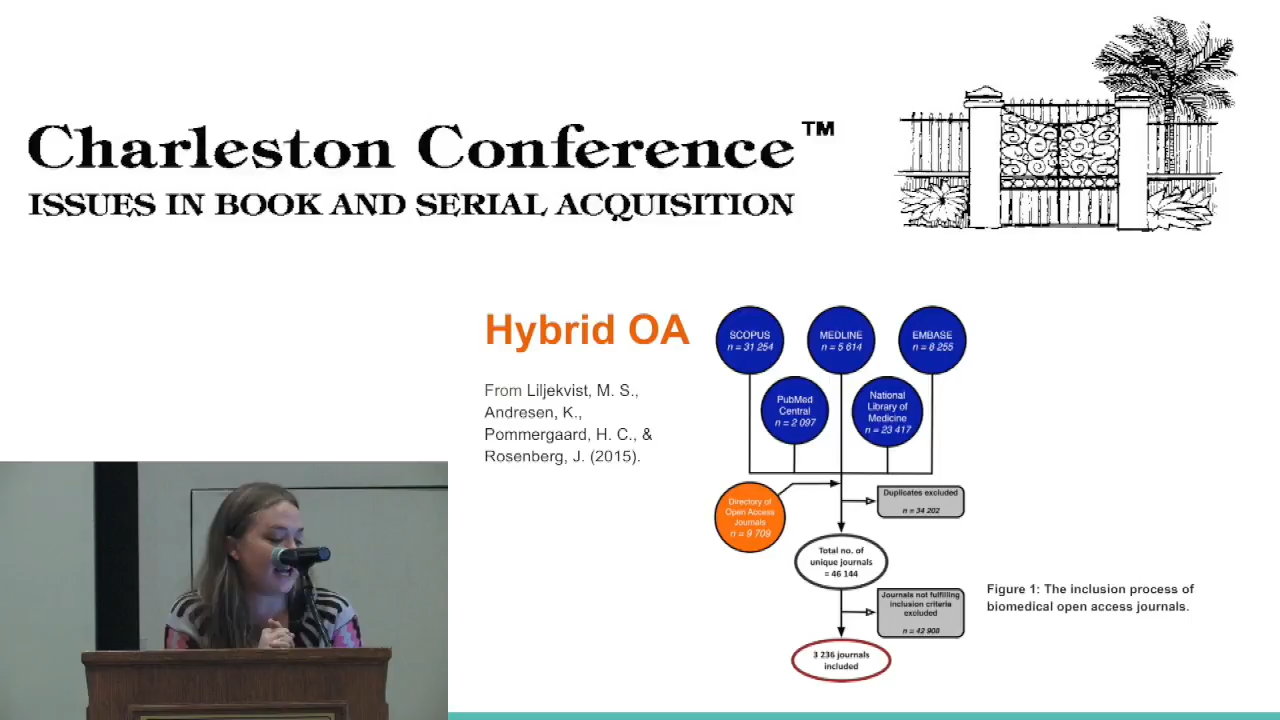 Charleston Conference™
ISSUES IN BOOK AND SERIAL ACQUISITION
Hybrid OA
From Liljekvist, M. S.,
Andresen, K.,
Pommergaard, H. C., &
Rosenberg, J. (2015).
SCOPUS
n = 31 254
MEDLINE
n = 5 614
EMBASE
n = 8 255
PubMed
Central
n = 2 097
National
Library of
Medicine
n = 23 417
Directory of
Open Access
Journals
n = 9 709
Duplicates excluded
n = 34 202
Total no. of
unique journals
= 46 144
Journals not fulfilling
inclusion criteria
excluded
n = 42 908
3 236 journals
included
Figure 1: The inclusion process of
biomedical open access journals.